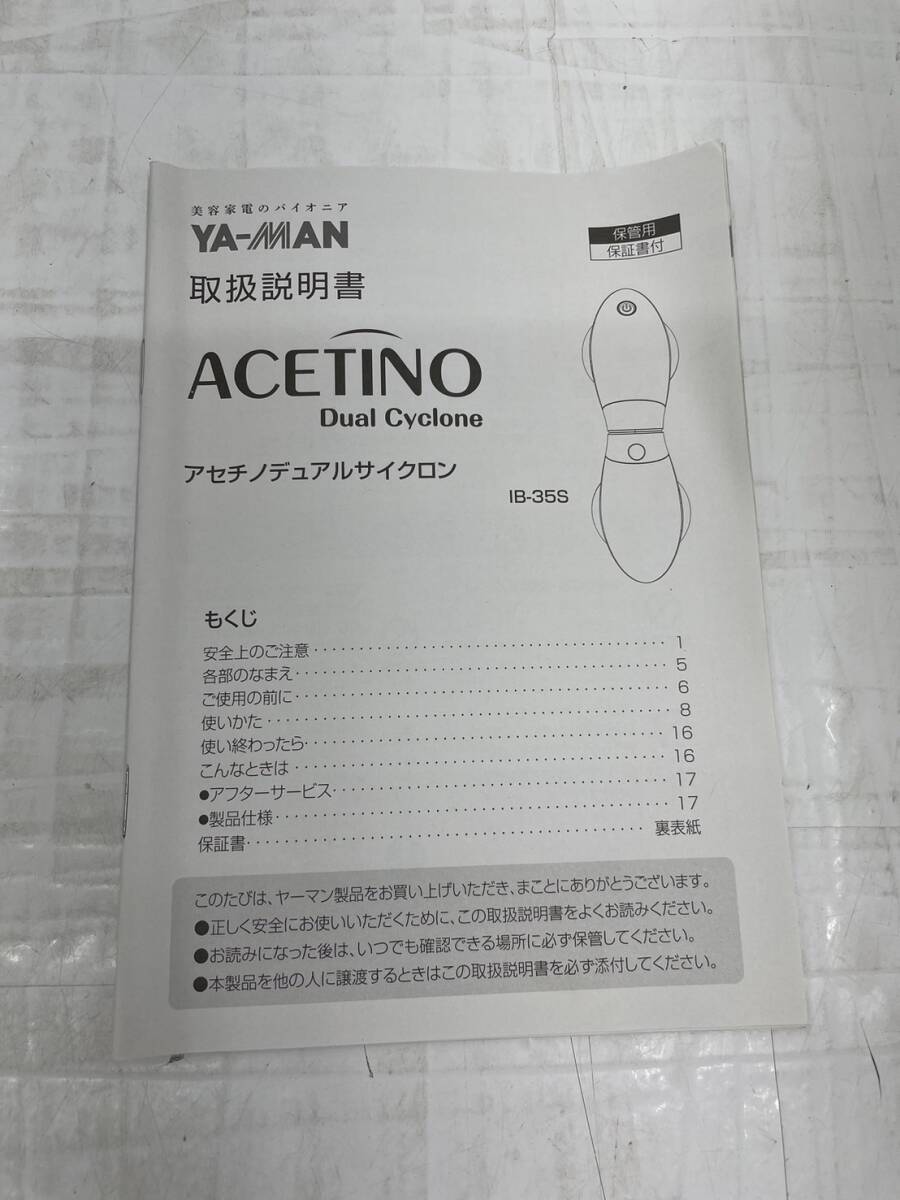 美容家電のパイオニア
YA-MAN
保管用
保証書付
取扱説明書
ACETINO
Dual Cyclone
アセチノデュアルサイクロン
IB-35S
もくじ
安全上のご注意 1
各部のなまえ 5
ご使用の前に 6
使いかた 8
使い終わったら 16
こんなときは 16
●アフターサービス 17
●製品仕様 17
保証書 裏表紙
このたびは、ヤーマン製品をお買い上げいただき、まことにありがとうございます。
●正しく安全にお使いいただくために、この取扱説明書をよくお読みください。
●お読みになった後は、いつでも確認できる場所に必ず保管してください。
●本製品を他の人に譲渡するときはこの取扱説明書を必ず添付してください。